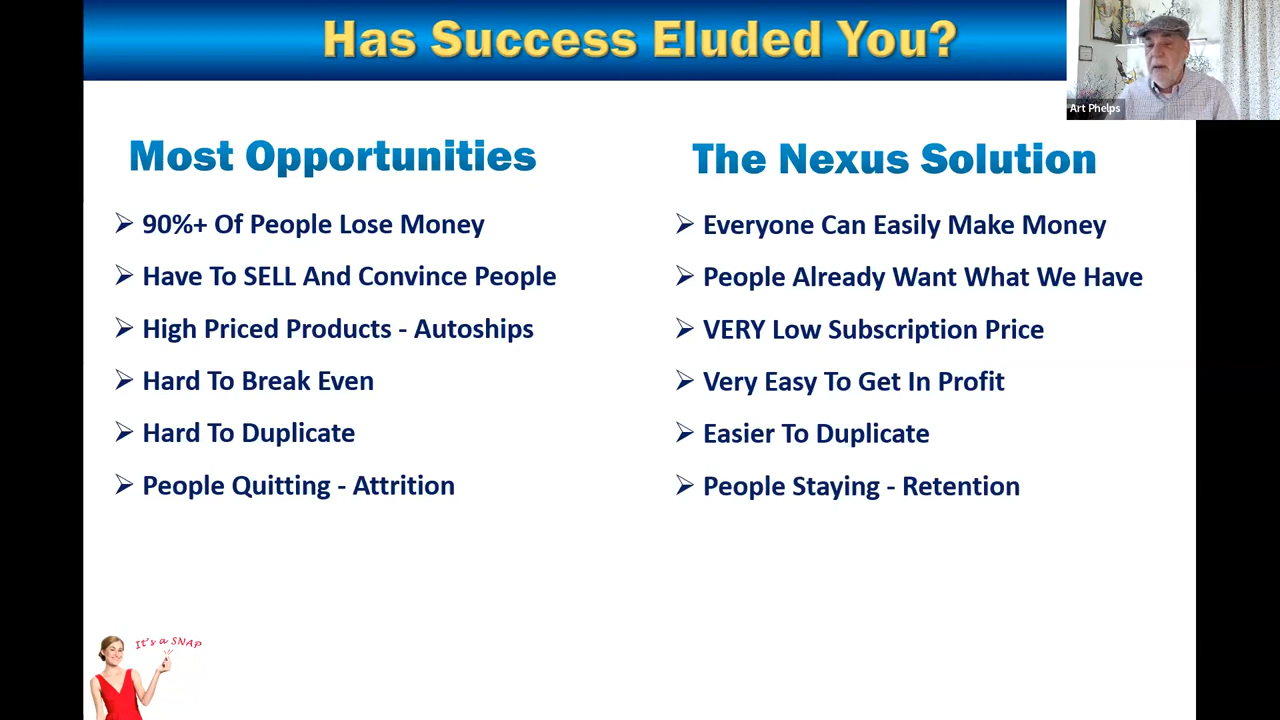 Has Success Eluded You?
Art Phelps
Most Opportunities
90%+ Of People Lose Money
Have To SELL And Convince People
High Priced Products - Autoships
Hard To Break Even
Hard To Duplicate
People Quitting - Attrition
The Nexus Solution
Everyone Can Easily Make Money
People Already Want What We Have
VERY Low Subscription Price
Very Easy To Get In Profit
Easier To Duplicate
People Staying - Retention
It's a SNAP